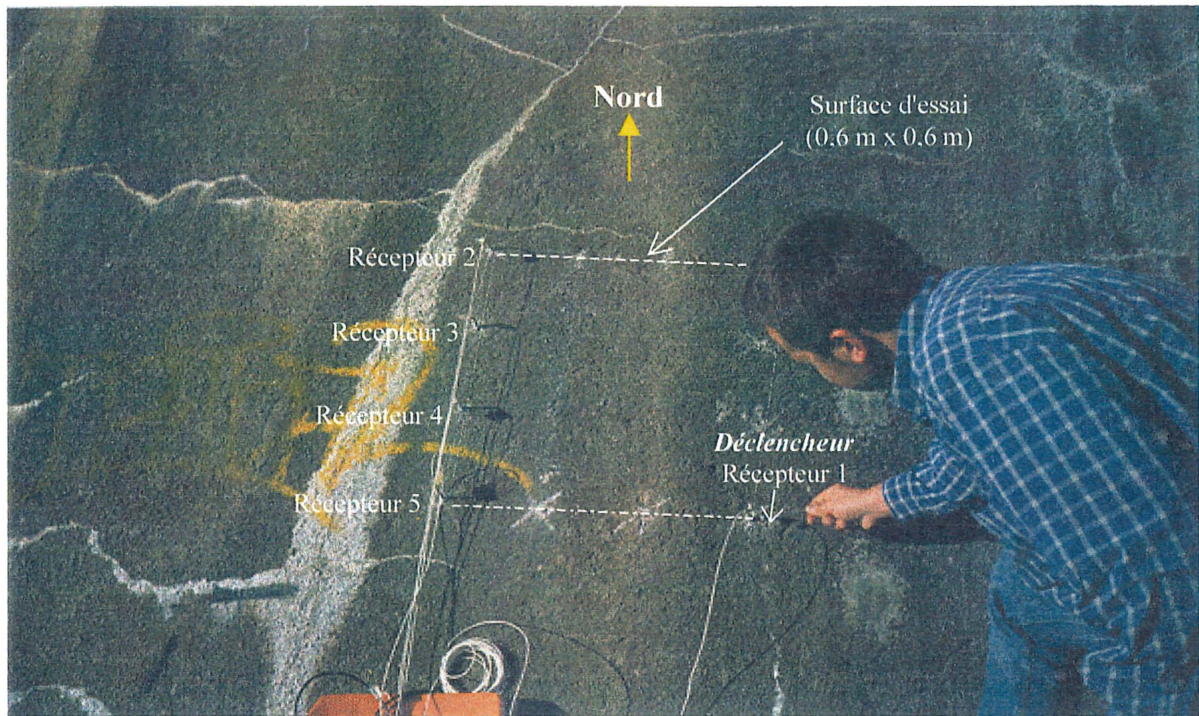 Nord
Surface d'essai
(0.6 m x 0.6 m)
Récepteur 2
Récepteur 3
Récepteur 4
Déclencheur
Récepteur 1
Récepteur 5